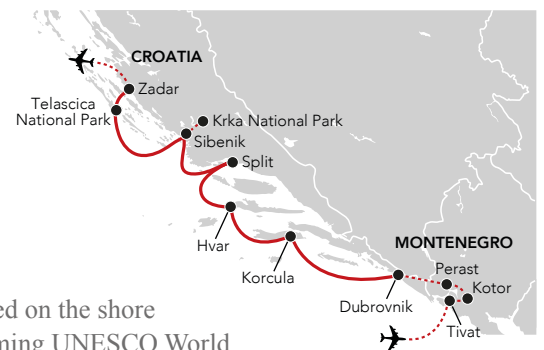 CROATIA
Zadar
Telascica
National Park
Krka National Park
Sibenik
Split
Hvar
Korcula
MONTENEGRO
Perast
Kotor
Dubrovnik
Tivat
ed on the shore
ming UNESCO World